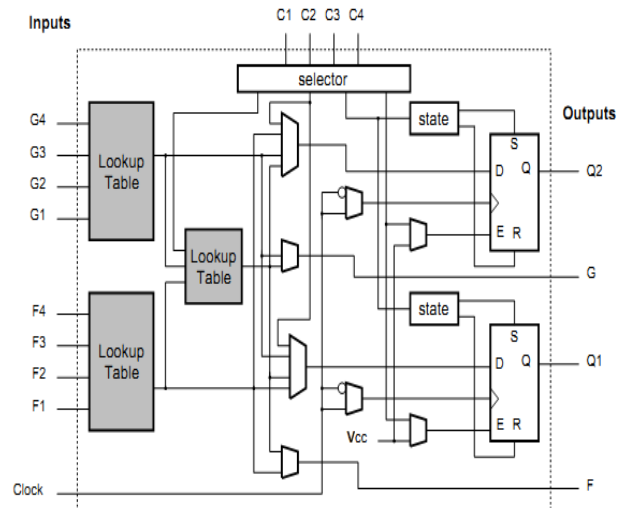 Inputs
C1 C2 C3 C4
selector
G4
G3
G2
G1
Lookup
Table
state
Outputs
S
D Q
Q2
E R
Lookup
Table
G
F4
F3
F2
F1
Lookup
Table
state
S
D Q
Q1
E R
Vcc
Clock
F